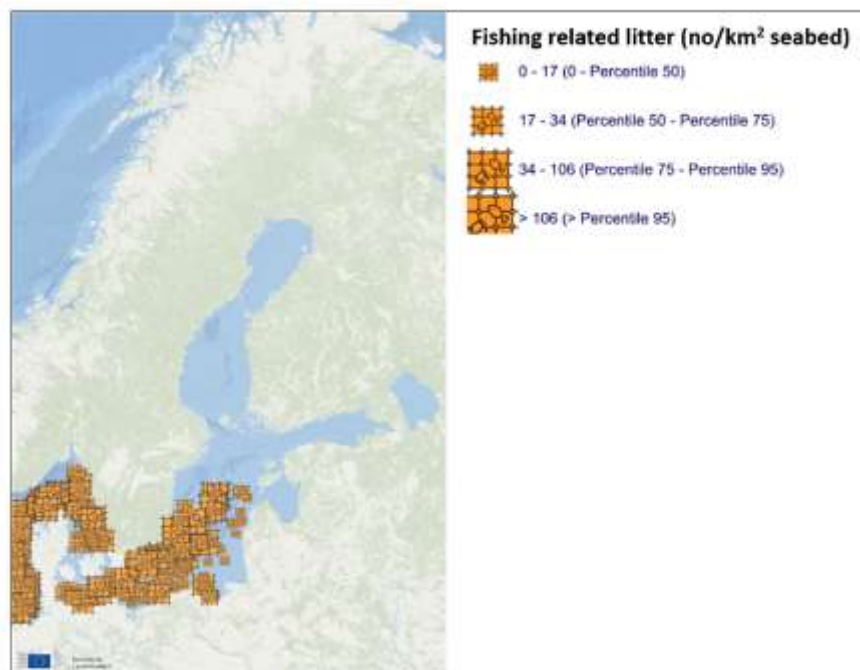 Fishing related litter (no/km² seabed)
0 - 17 (0 - Percentile 50)
17 - 34 (Percentile 50 - Percentile 75)
34 - 106 (Percentile 75 - Percentile 95)
> 106 (> Percentile 95)